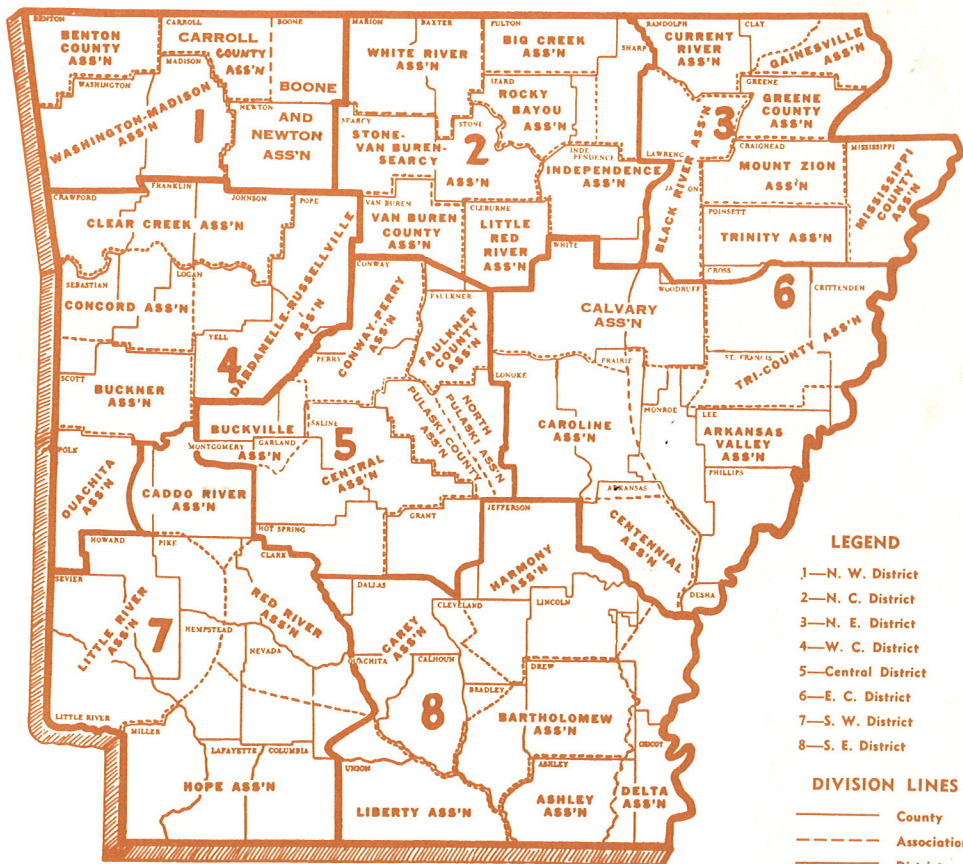 BENTON
CARROLL
BOONE
MARION
BAXTER
FULTON
SHARP
RANDOLPH
CLAY
BENTON
COUNTY
ASS'N
CARROLL
COUNTY
ASS'N
BOONE
AND
NEWTON
ASS'N
WHITE RIVER
ASS'N
BIG CREEK
ASS'N
CURRENT
RIVER
ASS'N
GAINESVILLE
ASS'N
WASHINGTON
MADISON
NEWTON
SEARCY
STONE
IZARD
GREENE
WASHINGTON-MADISON
ASS'N
1
ROCKY
BAYOU
ASS'N
GREENE
COUNTY
ASS'N
3
STONE-
VAN BUREN-
SEARCY
ASS'N
2
INDE-
PENDENCE
INDEPENDENCE
ASS'N
LAWRENC
JA
ON
BLACK RIVER ASS'N
CRAIGHEAD
MOUNT ZION
ASS'N
MISSISSIPPI
MISSISSIPPI
COUNTY
ASS'N
CRAWFORD
FRANKLIN
JOHNSON
POPE
VAN BUREN
CLEBURNE
WHITE
POINSETT
CLEAR CREEK ASS'N
VAN BUREN
COUNTY
ASS'N
LITTLE
RED
RIVER
ASS'N
TRINITY ASS'N
SEBASTIAN
LOGAN
CONWAY
FAULKNER
WOODRUFF
CROSS
CRITTENDEN
CONCORD ASS'N
DARDANELLE-RUSSELLVILLE
ASS'N
CONWAY-PERRY
ASS'N
FAULKNER
COUNTY
ASS'N
CALVARY
ASS'N
6
YELL
PERRY
4
SCOTT
BUCKNER
ASS'N
LONOKE
PRAIRIE
ST. FRANCIS
TRI-COUNTY ASS'N
NORTH
PULASKI ASS'N
PULASKI COUNTY
ASS'N
MONROE
LEE
BUCKVILLE
ASS'N
MONTGOMERY
GARLAND
SALINE
5
CENTRAL
ASS'N
CAROLINE
ASS'N
ARKANSAS
VALLEY
ASS'N
PHILLIPS
POLK
OUACHITA
ASS'N
CADDO RIVER
ASS'N
HOT SPRING
GRANT
JEFFERSON
ARKANSAS
CENTENNIAL
ASS'N
HOWARD
PIKE
CLARK
DALLAS
HARMONY
ASS'N
DESHA
SEVIER
LITTLE RIVER
ASS'N
7
HEMPSTEAD
RED RIVER
ASS'N
NEVADA
CLEVELAND
LINCOLN
OUACHITA
CAREY
ASS'N
CALHOUN
DREW
BRADLEY
8
BARTHOLOMEW
ASS'N
CHICOT
LITTLE RIVER
MILLER
LAFAYETTE
COLUMBIA
UNION
ASHLEY
HOPE ASS'N
LIBERTY ASS'N
ASHLEY
ASS'N
DELTA
ASS'N
LEGEND
1—N. W. District
2—N. C. District
3—N. E. District
4—W. C. District
5—Central District
6—E. C. District
7—S. W. District
8—S. E. District
DIVISION LINES
County
Association